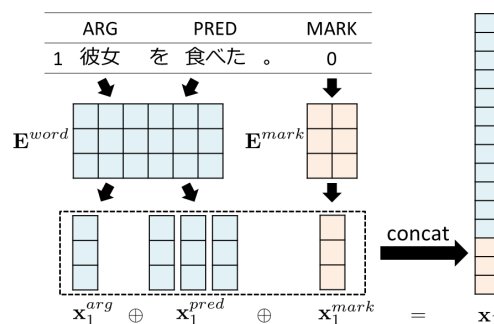 ARG PRED MARK
1 彼女 を 食べた 。 0
E^{word} E^{mark}
concat
x_1^{arg} ⊕ x_1^{pred} ⊕ x_1^{mark} =